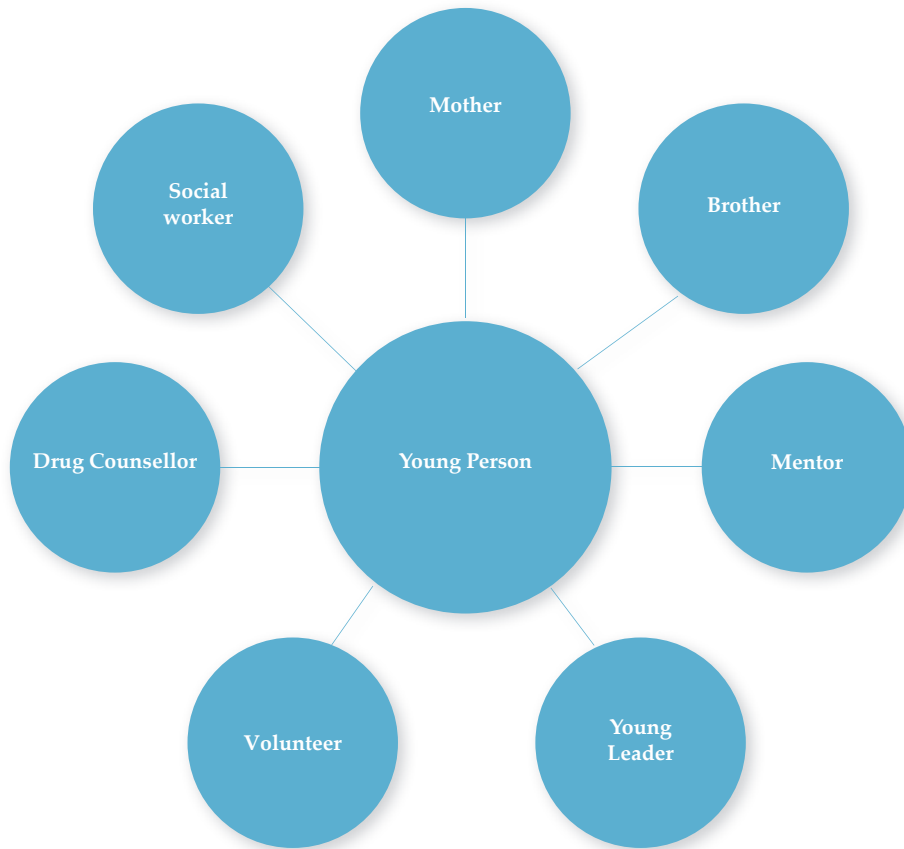 Mother
Social
worker
Brother
Drug Counsellor
Young Person
Mentor
Young
Leader
Volunteer